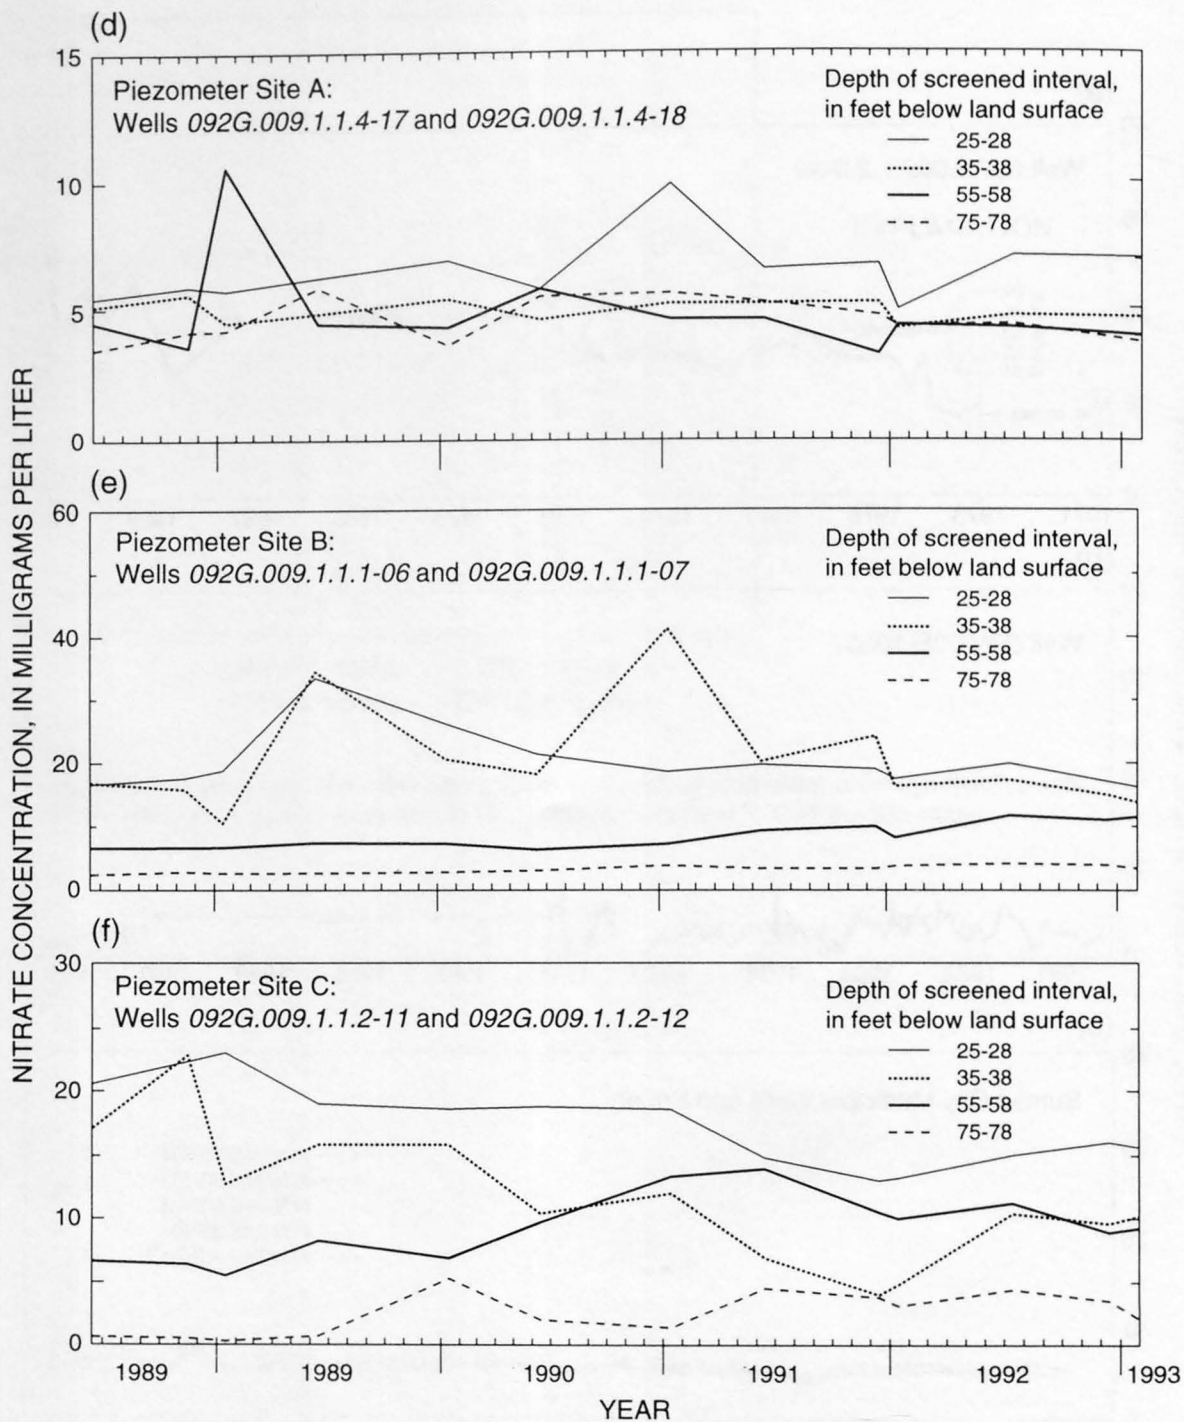 (d)
15
Piezometer Site A:
Wells 092G.009.1.1.4-17 and 092G.009.1.1.4-18
Depth of screened interval,
in feet below land surface
25-28
35-38
55-58
75-78
10
5
0
NITRATE CONCENTRATION, IN MILLIGRAMS PER LITER
(e)
60
Piezometer Site B:
Wells 092G.009.1.1.1-06 and 092G.009.1.1.1-07
Depth of screened interval,
in feet below land surface
25-28
35-38
55-58
75-78
40
20
0
(f)
30
Piezometer Site C:
Wells 092G.009.1.1.2-11 and 092G.009.1.1.2-12
Depth of screened interval,
in feet below land surface
25-28
35-38
55-58
75-78
20
10
0
1989 1989 1990 1991 1992 1993
YEAR